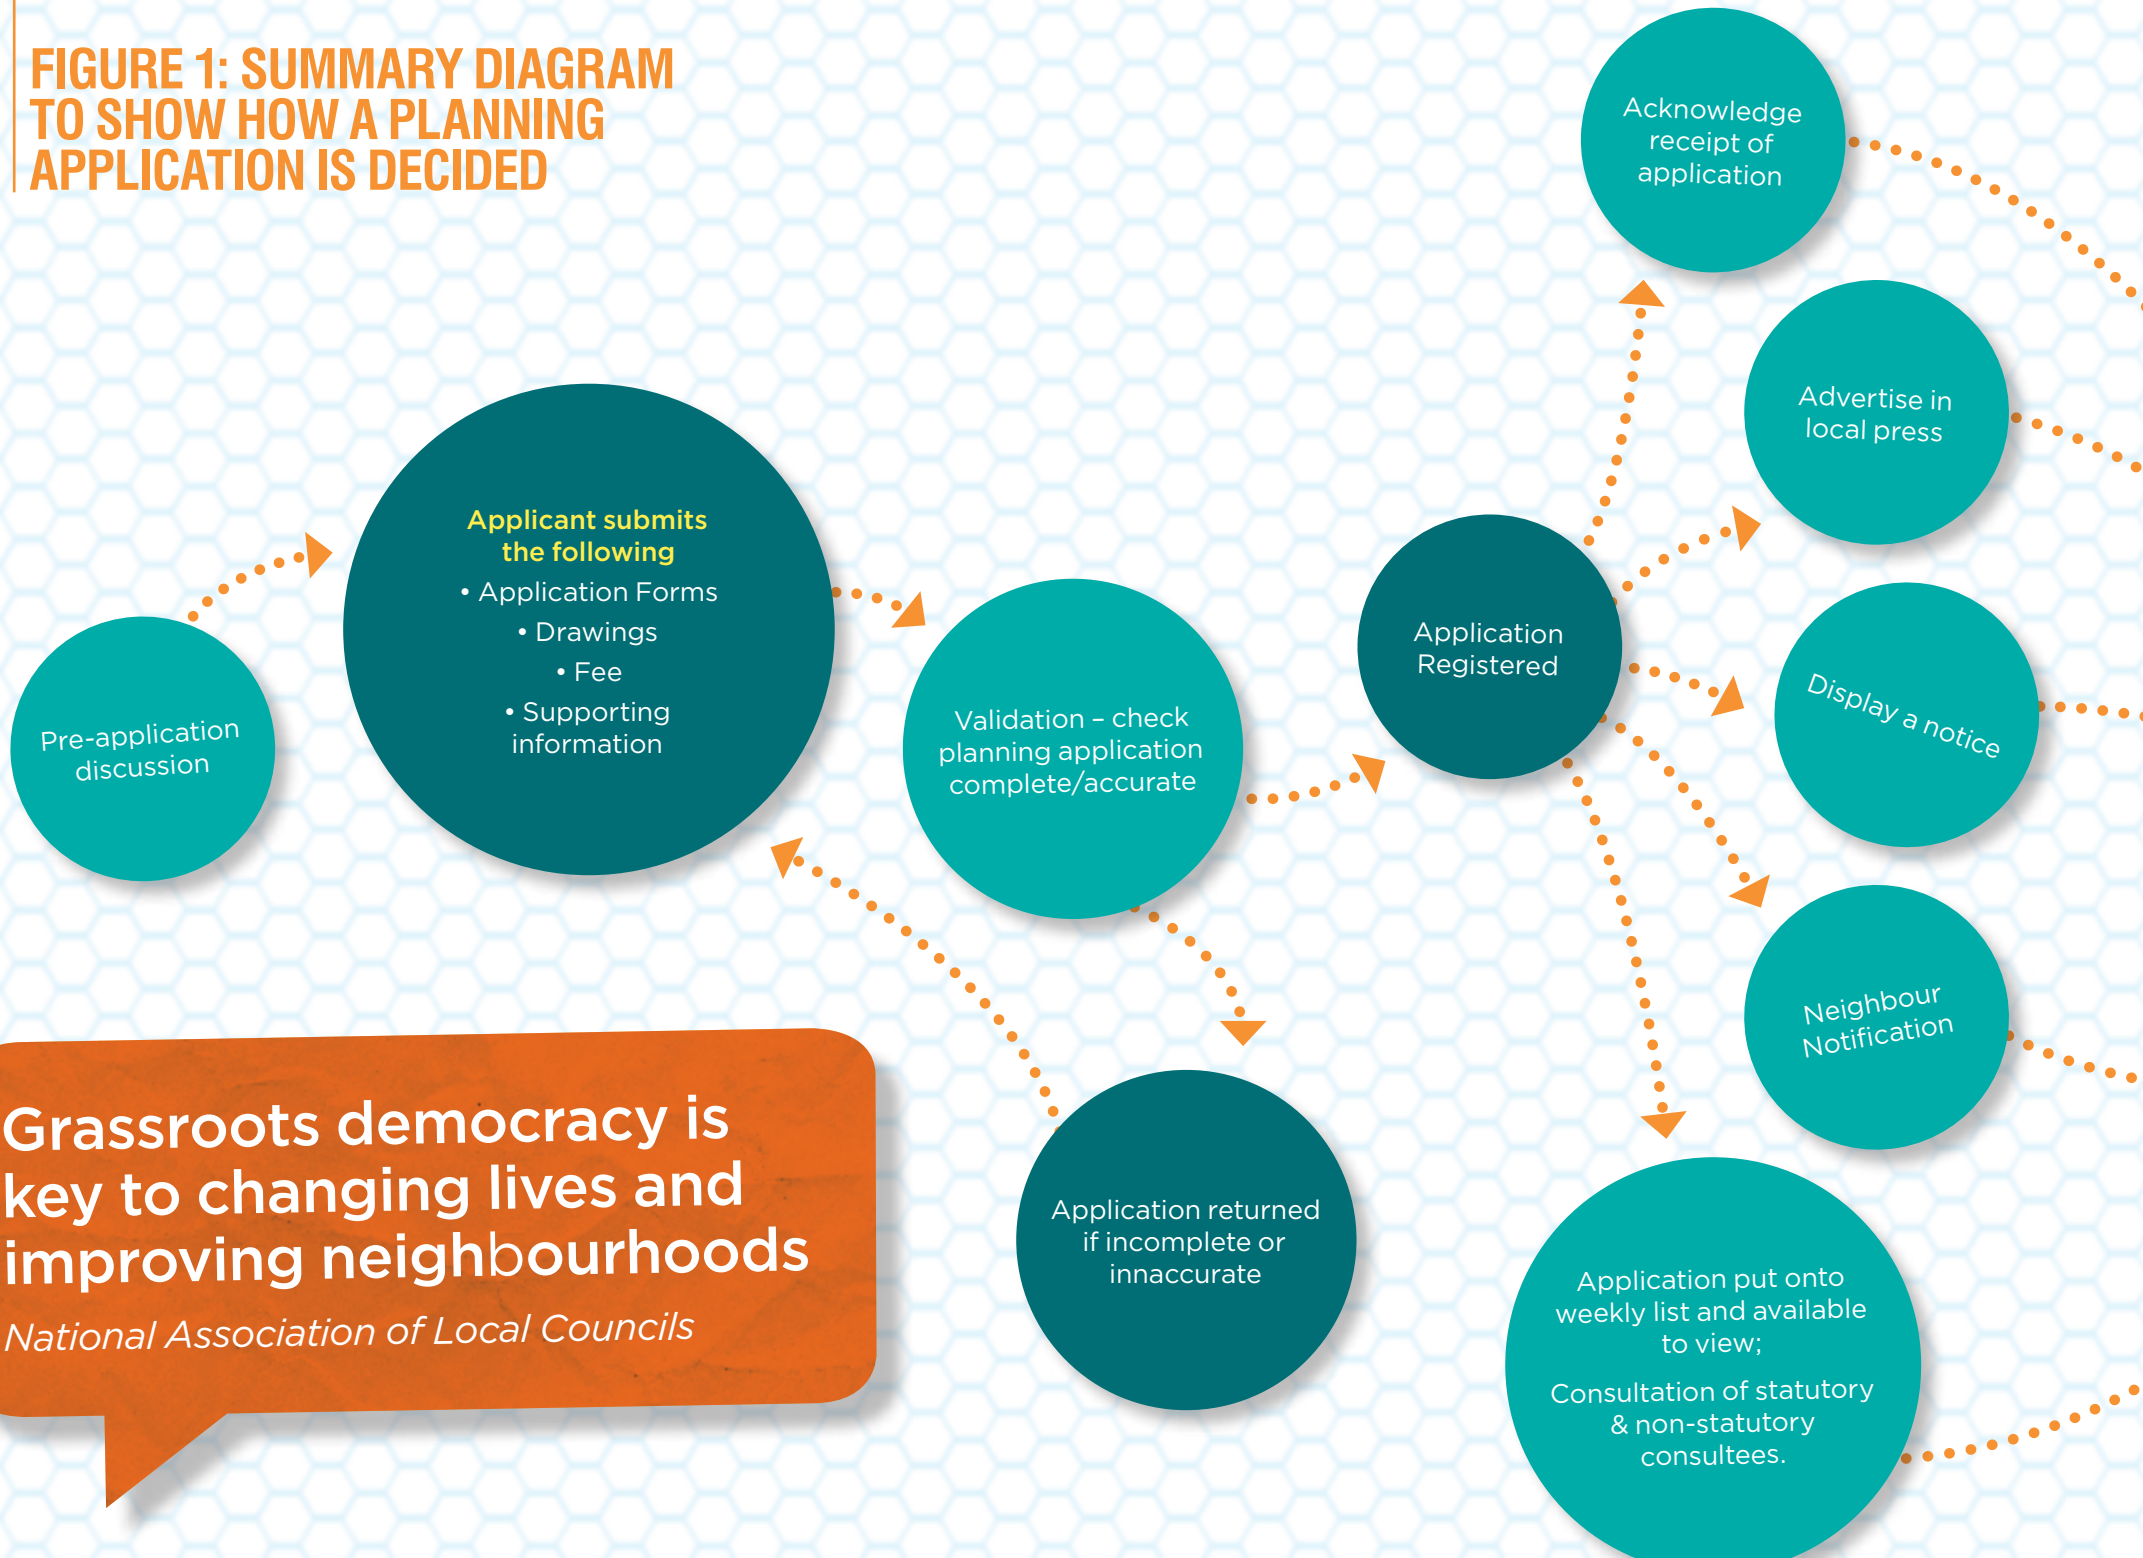 FIGURE 1: SUMMARY DIAGRAM
TO SHOW HOW A PLANNING
APPLICATION IS DECIDED
Pre-application
discussion
Applicant submits
the following
• Application Forms
• Drawings
• Fee
• Supporting
information
Validation – check
planning application
complete/accurate
Application returned
if incomplete or
innaccurate
Application
Registered
Acknowledge
receipt of
application
Advertise in
local press
Display a notice
Neighbour
Notification
Application put onto
weekly list and available
to view;
Consultation of statutory
& non-statutory
consultees.
Grassroots democracy is
key to changing lives and
improving neighbourhoods
National Association of Local Councils